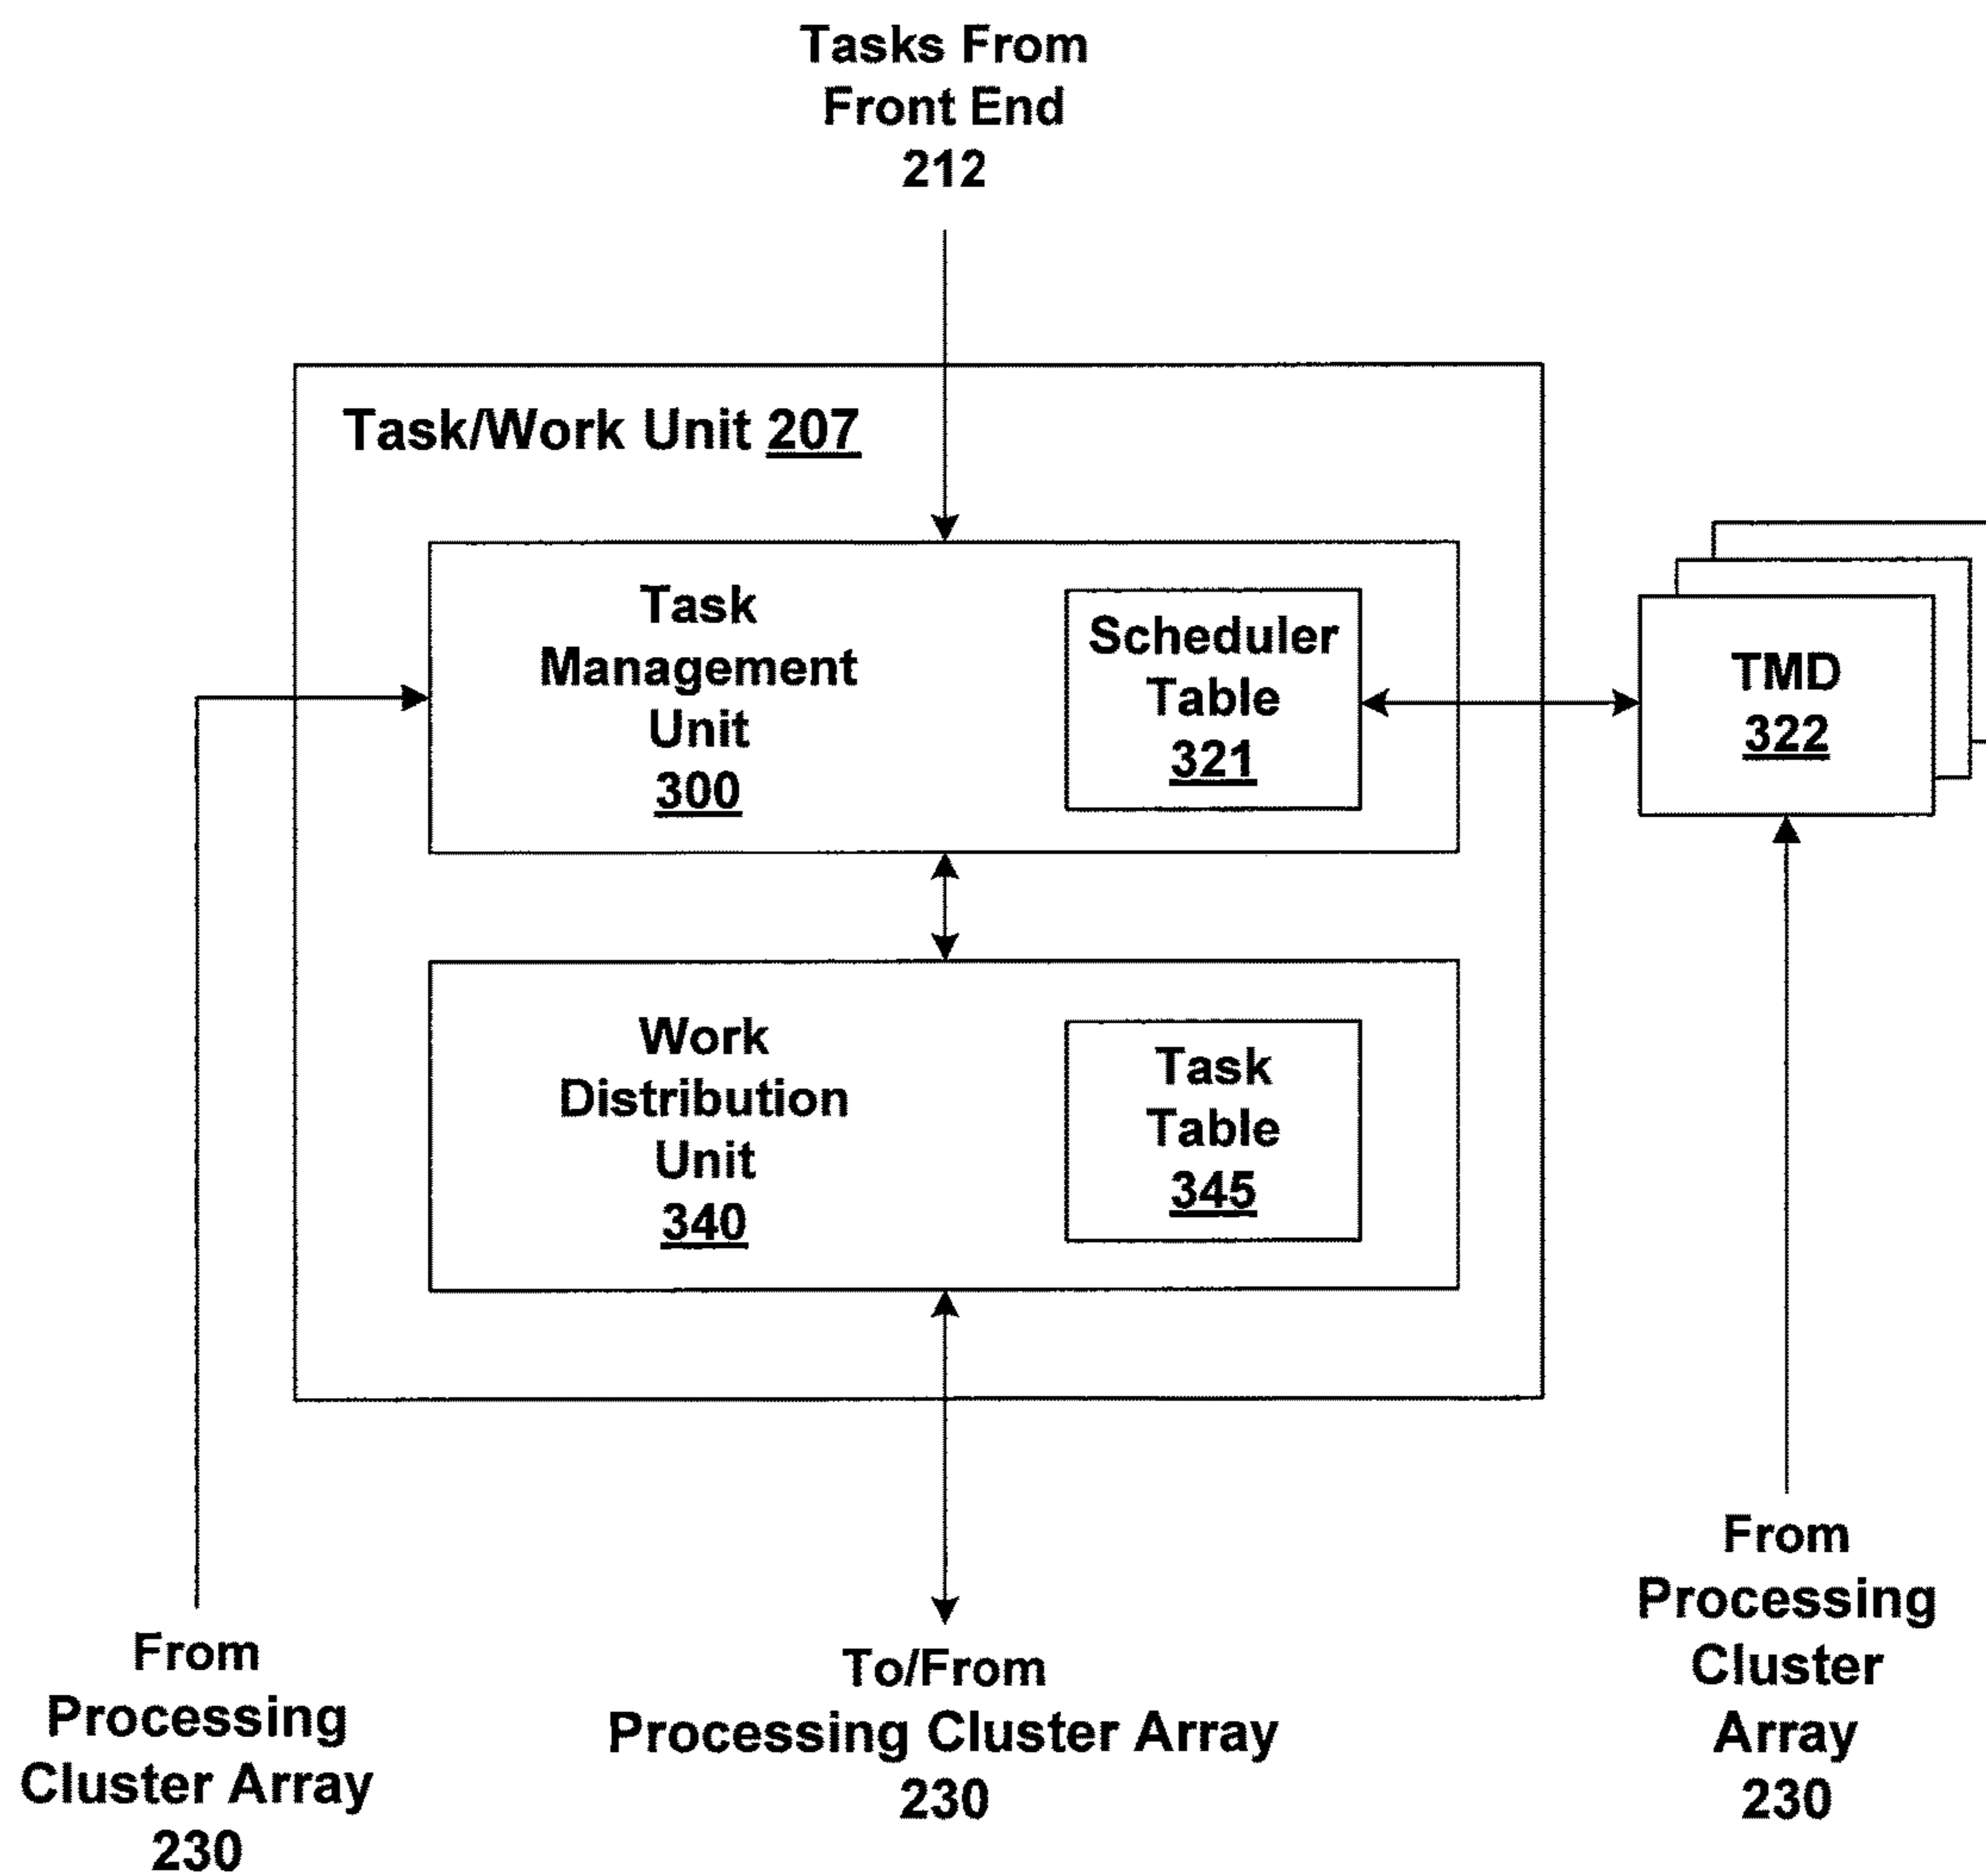 Tasks From
Front End
212
Task/Work Unit 207
Task
Management
Unit
300
Scheduler
Table
321
TMD
322
Work
Distribution
Unit
340
Task
Table
345
From
Processing
Cluster Array
230
To/From
Processing Cluster Array
230
From
Processing
Cluster
Array
230